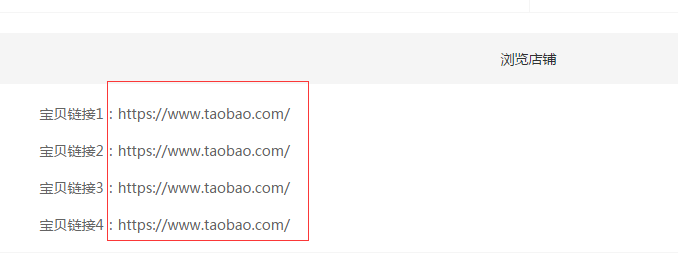 浏览店铺
宝贝链接1：https://www.taobao.com/
宝贝链接2：https://www.taobao.com/
宝贝链接3：https://www.taobao.com/
宝贝链接4：https://www.taobao.com/